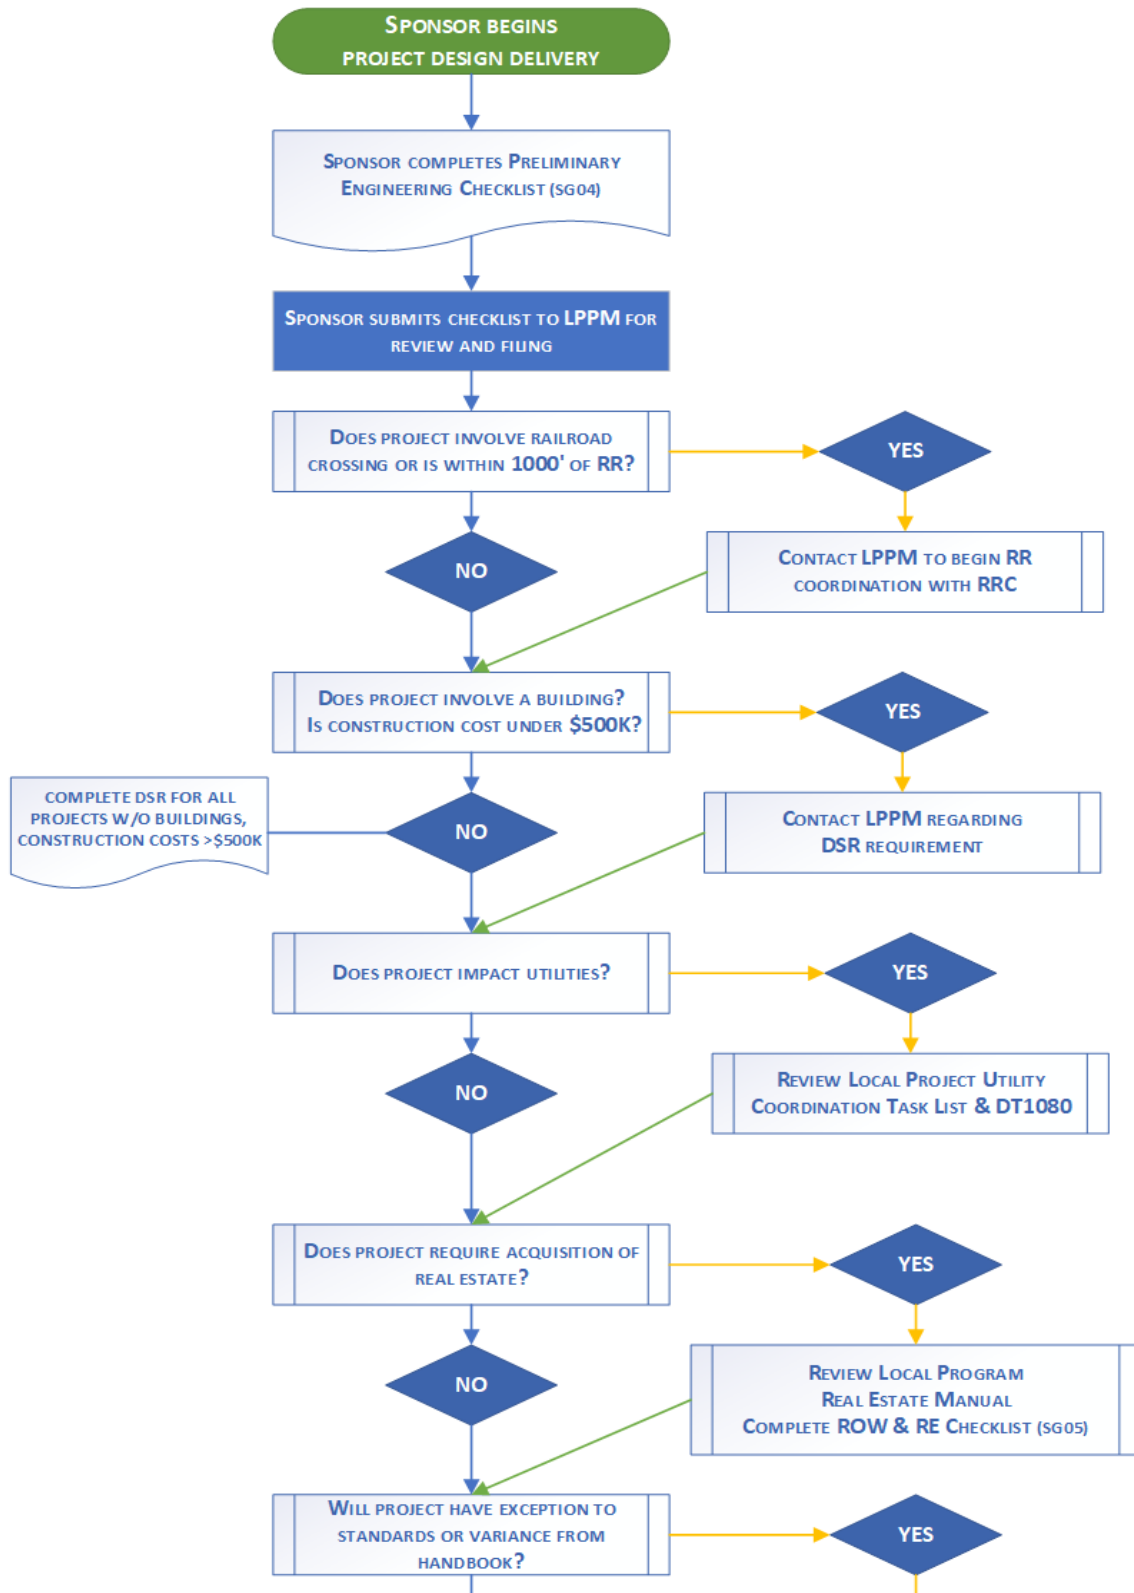 SPONSOR BEGINS
PROJECT DESIGN DELIVERY
SPONSOR COMPLETES PRELIMINARY
ENGINEERING CHECKLIST (SG04)
SPONSOR SUBMITS CHECKLIST TO LPPM FOR
REVIEW AND FILING
DOES PROJECT INVOLVE RAILROAD
CROSSING OR IS WITHIN 1000' OF RR?
YES
NO
CONTACT LPPM TO BEGIN RR
COORDINATION WITH RRC
DOES PROJECT INVOLVE A BUILDING?
IS CONSTRUCTION COST UNDER $500K?
YES
COMPLETE DSR FOR ALL
PROJECTS W/O BUILDINGS,
CONSTRUCTION COSTS >$500K
NO
CONTACT LPPM REGARDING
DSR REQUIREMENT
DOES PROJECT IMPACT UTILITIES?
YES
NO
REVIEW LOCAL PROJECT UTILITY
COORDINATION TASK LIST & DT1080
DOES PROJECT REQUIRE ACQUISITION OF
REAL ESTATE?
YES
NO
REVIEW LOCAL PROGRAM
REAL ESTATE MANUAL
COMPLETE ROW & RE CHECKLIST (SG05)
WILL PROJECT HAVE EXCEPTION TO
STANDARDS OR VARIANCE FROM
HANDBOOK?
YES